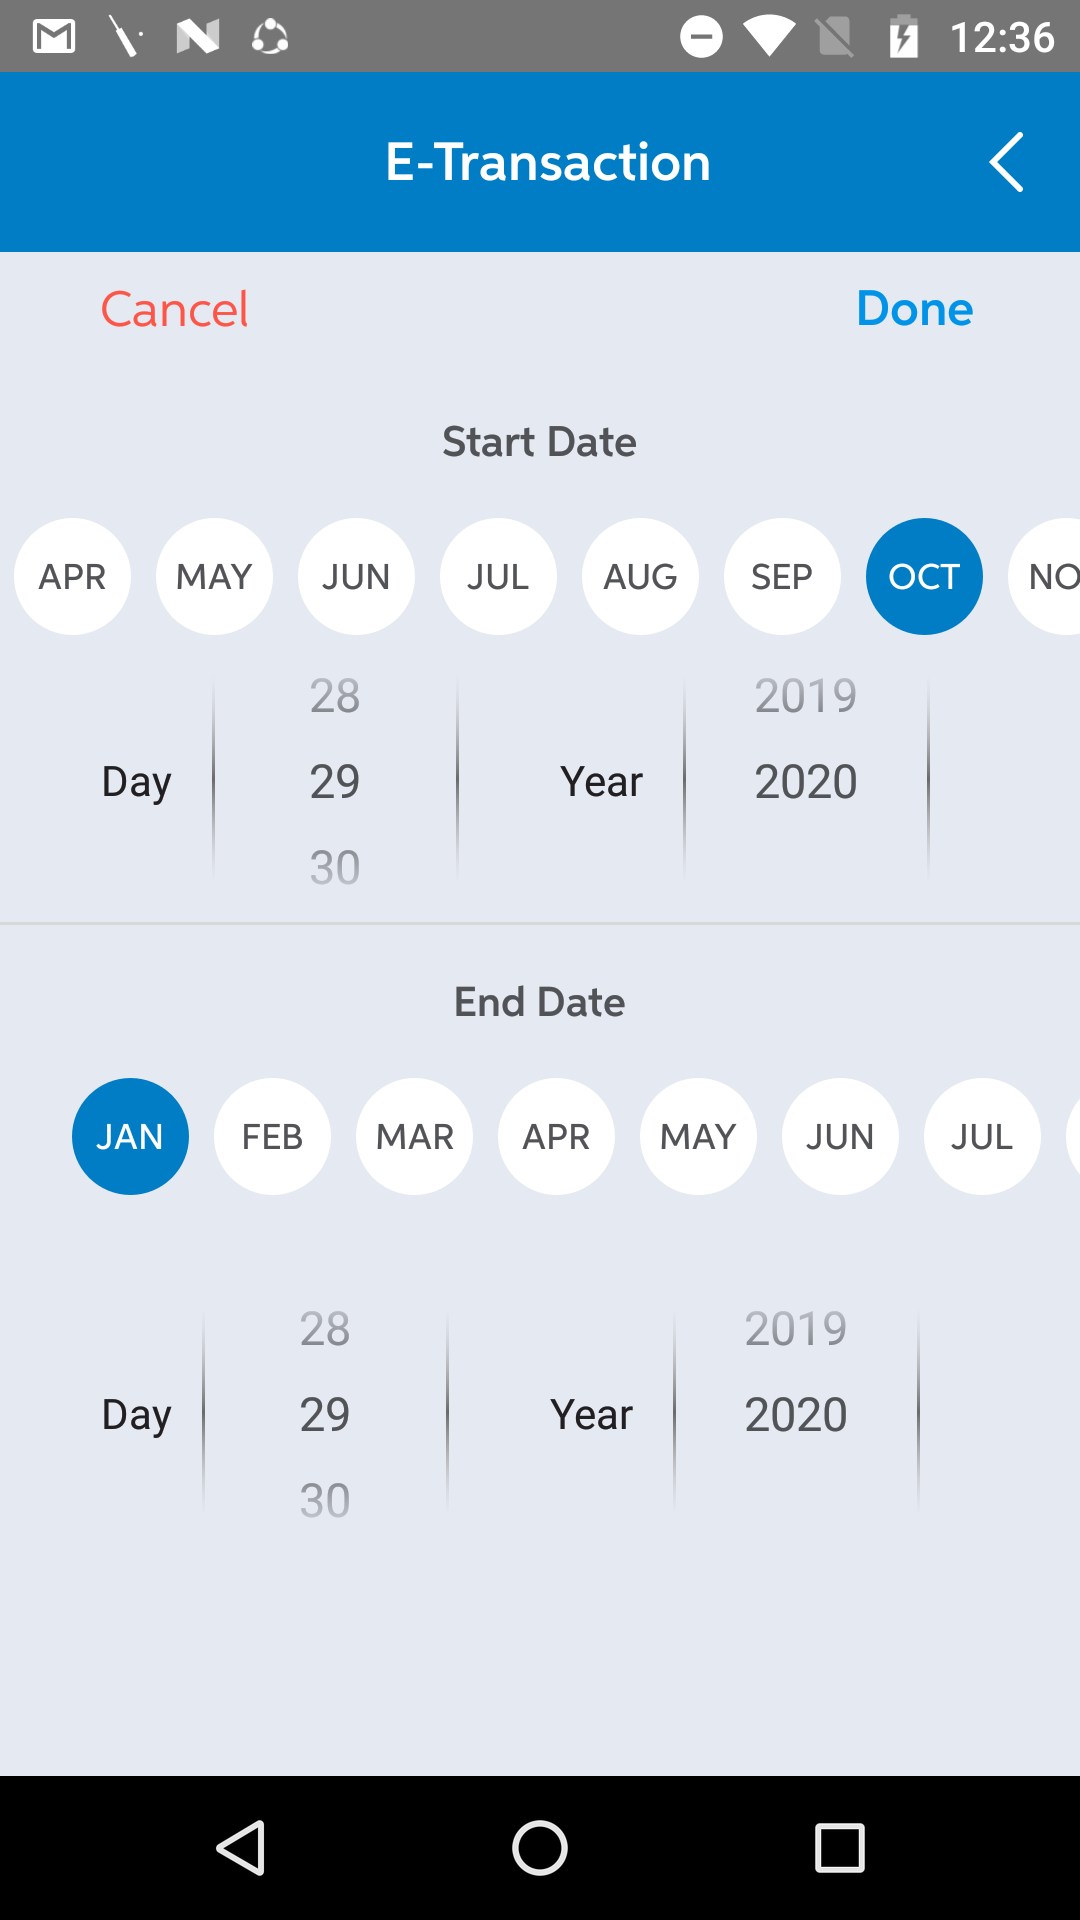 12:36
E-Transaction
Cancel Done
Start Date
APR MAY JUN JUL AUG SEP OCT NO
28 2019
Day 29 Year 2020
30
End Date
JAN FEB MAR APR MAY JUN JUL
28 2019
Day 29 Year 2020
30